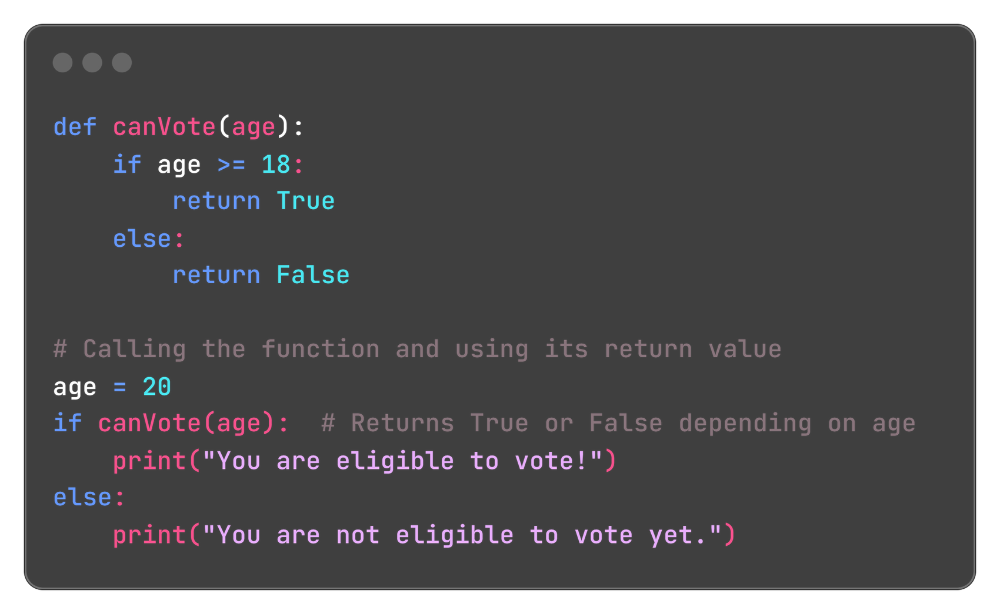 def canVote(age):
    if age >= 18:
        return True
    else:
        return False

# Calling the function and using its return value
age = 20
if canVote(age):  # Returns True or False depending on age
    print("You are eligible to vote!")
else:
    print("You are not eligible to vote yet.")